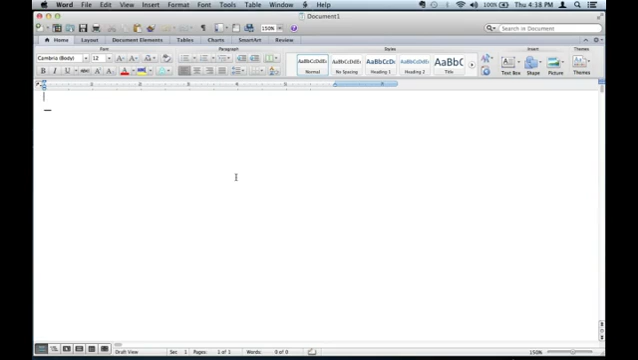 Word File Edit View Insert Format Font Tools Table Window Help 100% Thu 4:38 PM
Document1
150% Search in Document
Home Layout Document Elements Tables Charts SmartArt Review
Font Paragraph Styles Insert Themes
Cambria (Body) 12 AaBbCcDdEe AaBbCcDdEe AaBbCcDd AaBbCcDdEe AaBbC
B I U ABC Normal No Spacing Heading 1 Heading 2 Title Text Box Shape Picture Themes
Draft View Sec 1 Pages: 1 of 1 Words: 0 of 0 150%